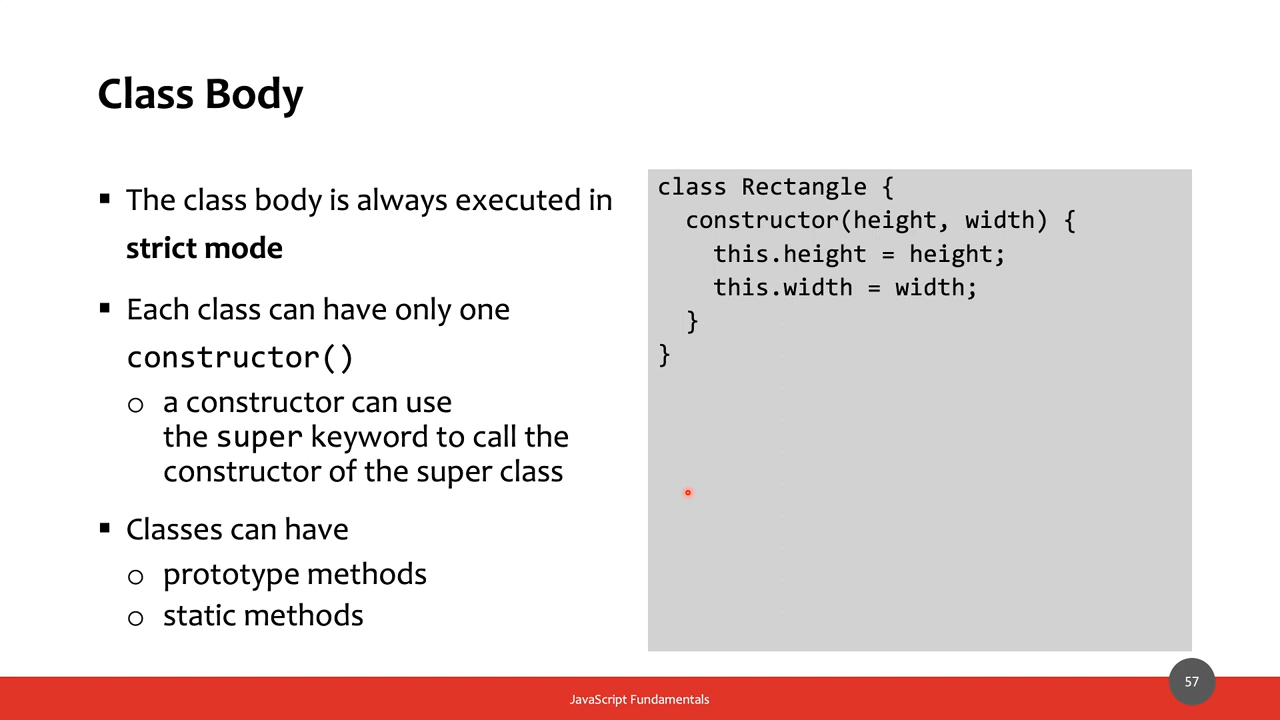 Class Body
▪ The class body is always executed in
strict mode
▪ Each class can have only one
constructor()
o a constructor can use
the super keyword to call the
constructor of the super class
▪ Classes can have
o prototype methods
o static methods
class Rectangle {
  constructor(height, width) {
    this.height = height;
    this.width = width;
  }
}
JavaScript Fundamentals
57